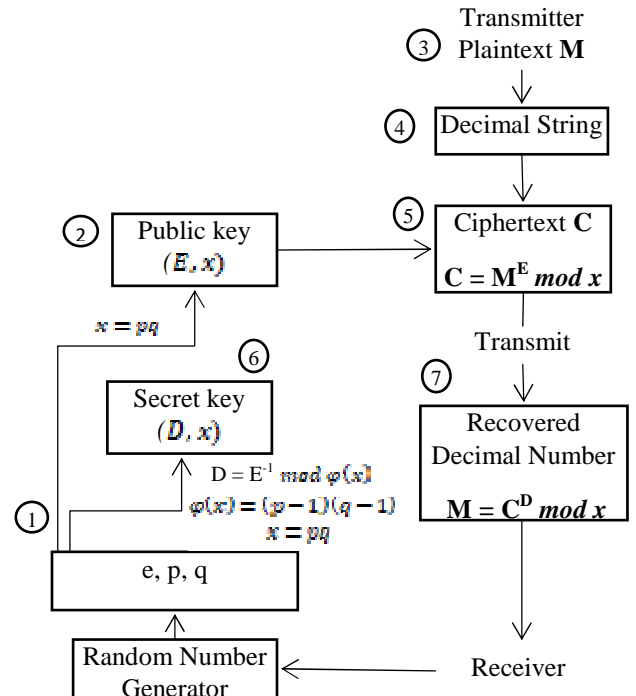 Transmitter
③ Plaintext M
④ Decimal String
⑤ Ciphertext C
C = M^E mod x
② Public key
(E, x)
x = pq
Transmit
⑥
Secret key
(D, x)
⑦
Recovered
Decimal Number
M = C^D mod x
D = E^-1 mod φ(x)
φ(x) = (p − 1)(q − 1)
x = pq
①
e, p, q
Random Number
Generator
Receiver